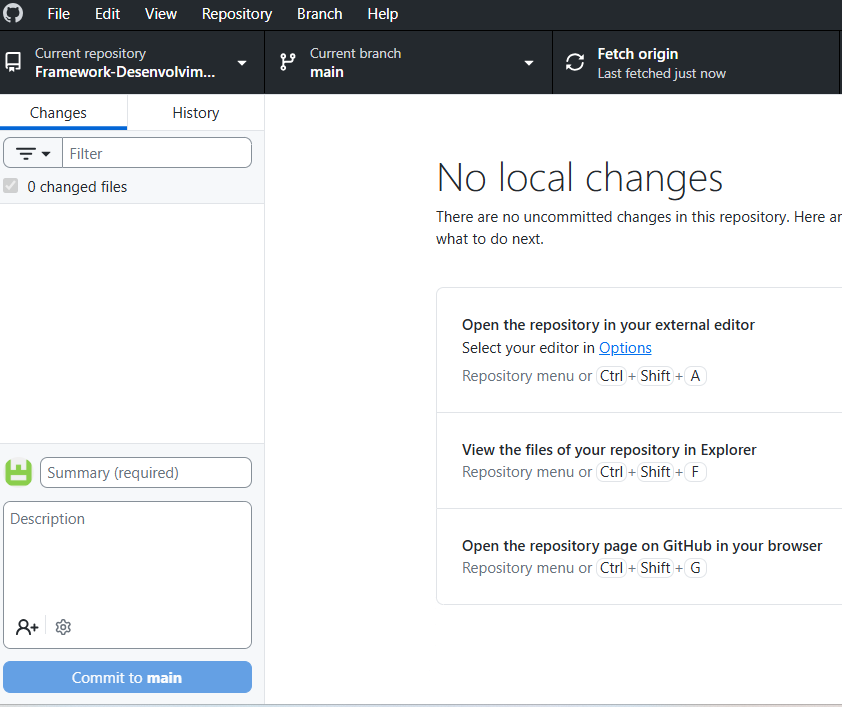 File Edit View Repository Branch Help
Current repository
Framework-Desenvolvim...
Current branch
main
Fetch origin
Last fetched just now
Changes
History
Filter
0 changed files
No local changes
There are no uncommitted changes in this repository. Here ar
what to do next.
Open the repository in your external editor
Select your editor in Options
Repository menu or Ctrl + Shift + A
View the files of your repository in Explorer
Repository menu or Ctrl + Shift + F
Open the repository page on GitHub in your browser
Repository menu or Ctrl + Shift + G
Summary (required)
Description
Commit to main